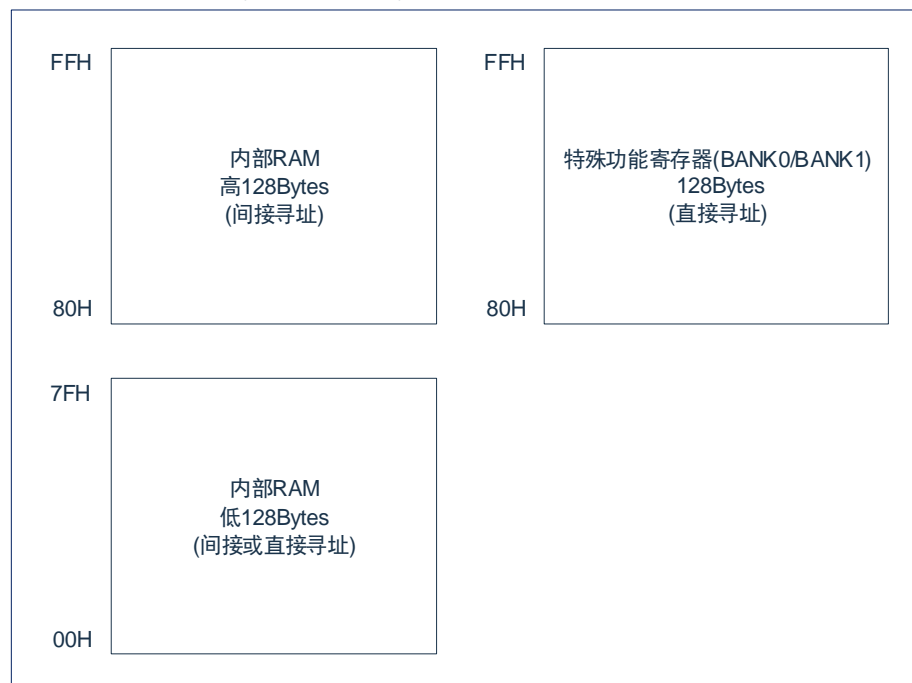 FFH
内部RAM
高128Bytes
(间接寻址)
80H
FFH
特殊功能寄存器(BANK0/BANK1)
128Bytes
(直接寻址)
80H
7FH
内部RAM
低128Bytes
(间接或直接寻址)
00H